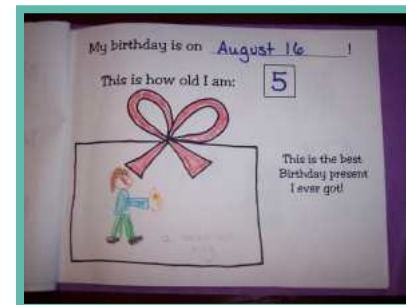 My birthday is on August 16 !
This is how old I am: 5
This is the best
Birthday present
I ever got!